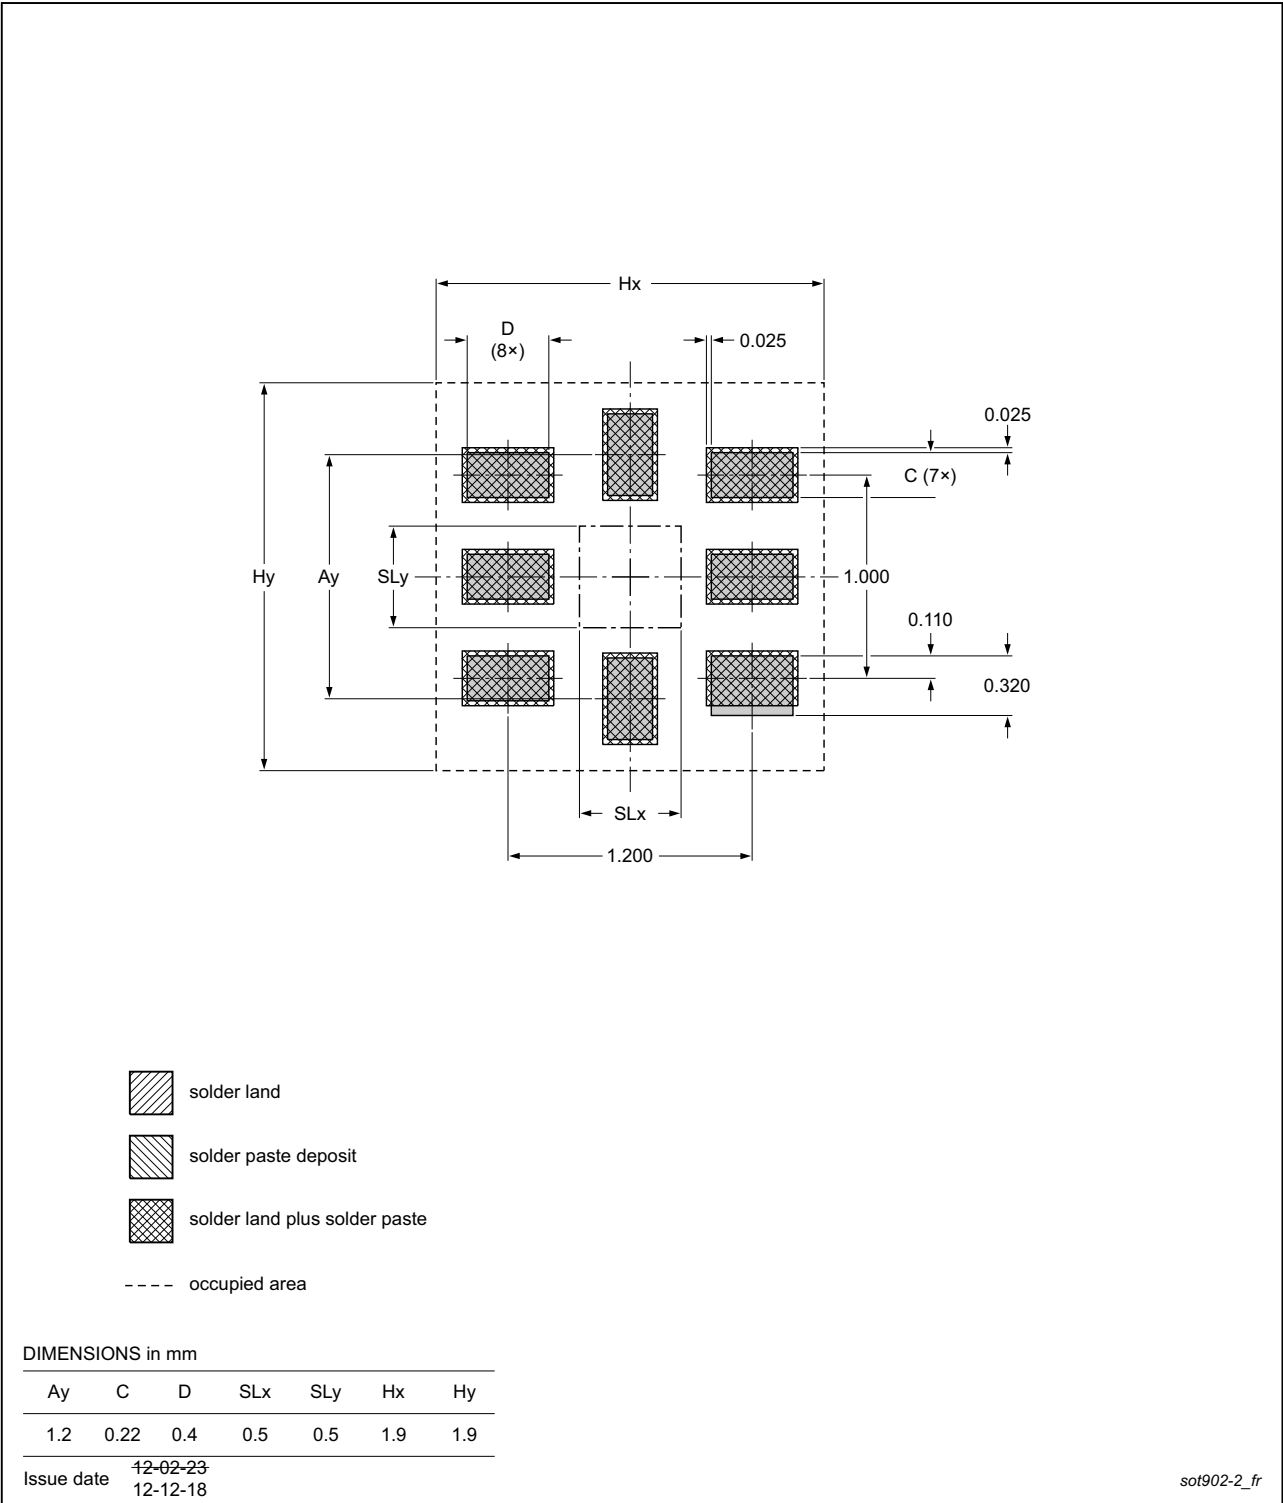 Hx
D
(8×)
0.025
0.025
C (7×)
Hy
Ay
SLy
1.000
0.110
0.320
SLx
1.200
solder land
solder paste deposit
solder land plus solder paste
occupied area
DIMENSIONS in mm
Ay C D SLx SLy Hx Hy
1.2 0.22 0.4 0.5 0.5 1.9 1.9
Issue date 12-02-23
12-12-18
sot902-2_fr